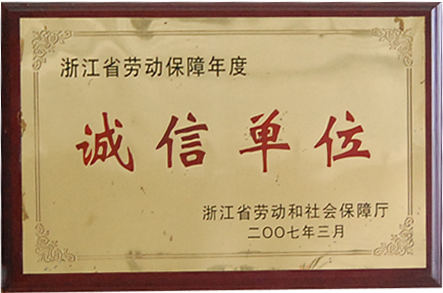 浙江省劳动保障年度
诚信单位
浙江省劳动和社会保障厅
二〇〇七年三月